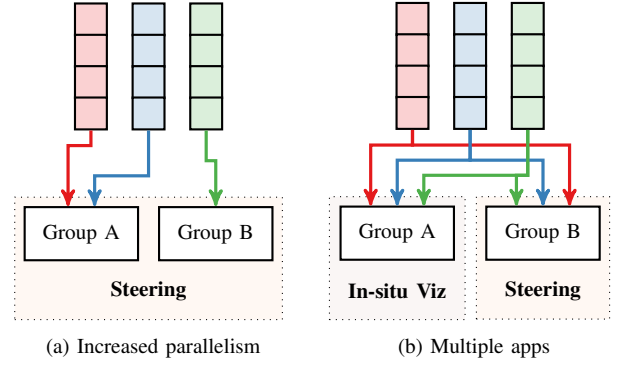 Group A
Group B
Steering
(a) Increased parallelism
Group A
Group B
In-situ Viz
Steering
(b) Multiple apps